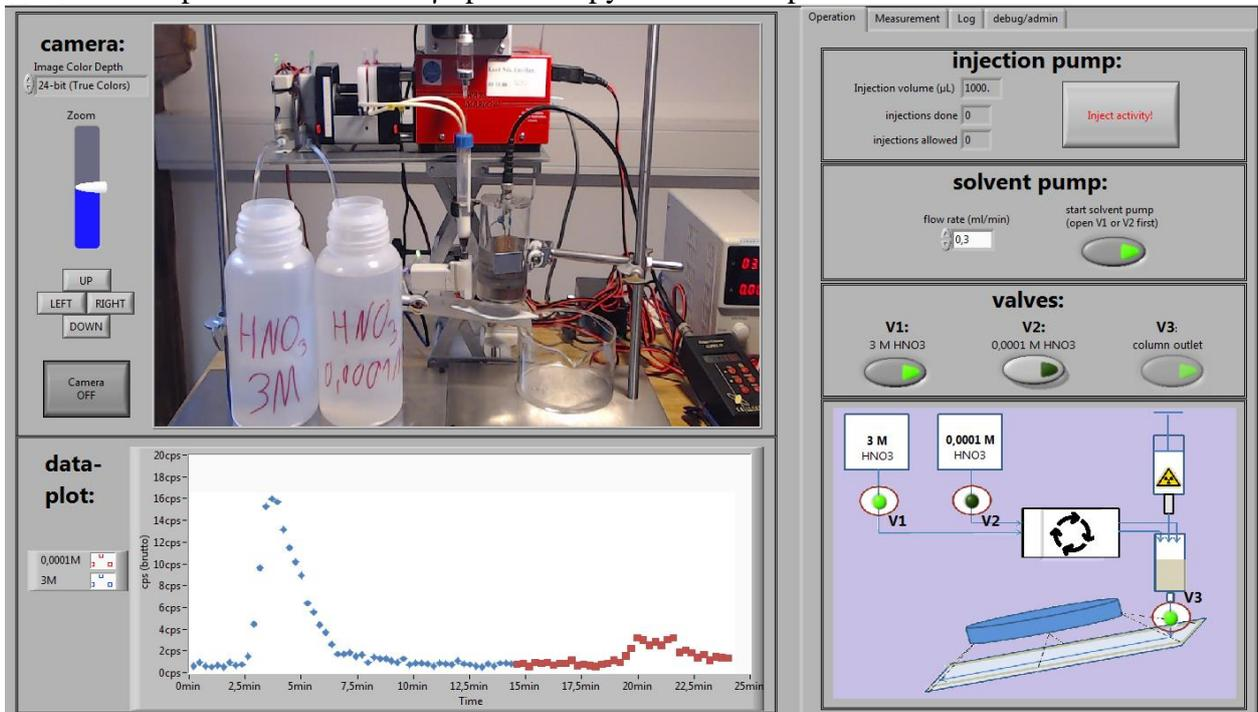 camera:
Image Color Depth
24-bit (True Colors)
Zoom
UP
LEFT RIGHT
DOWN
Camera
OFF
HNO3
3M
HNO3
0,0001M
data-
plot:
0,0001M
3M
20cps
18cps
16cps
14cps
12cps
10cps
8cps
6cps
4cps
2cps
0cps
cps (brutto)
0min 2,5min 5min 7,5min 10min 12,5min 15min 17,5min 20min 22,5min 25min
Time
Operation Measurement Log debug/admin
injection pump:
Injection volume (µL) 1000.
injections done 0
injections allowed 0
Inject activity!
solvent pump:
flow rate (ml/min)
0,3
start solvent pump
(open V1 or V2 first)
valves:
V1:
3 M HNO3
V2:
0,0001 M HNO3
V3:
column outlet
3 M
HNO3
0,0001 M
HNO3
V1
V2
V3